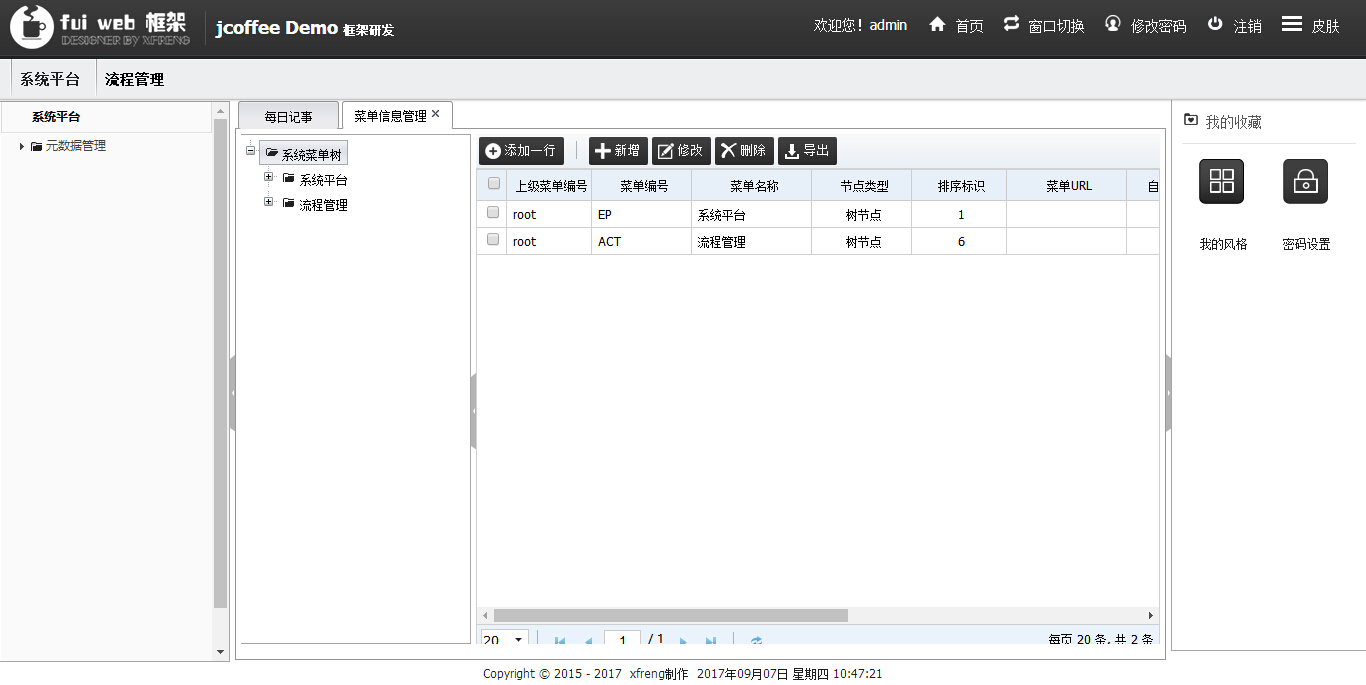 fui web 框架
DESIGNER BY XIFRENG
jcoffee Demo 框架研发
欢迎您！admin 首页 窗口切换 修改密码 注销 皮肤
系统平台 流程管理
系统平台
元数据管理
每日记事 菜单信息管理
系统菜单树
系统平台
流程管理
添加一行 新增 修改 删除 导出
上级菜单编号 菜单编号 菜单名称 节点类型 排序标识 菜单URL 自
root EP 系统平台 树节点 1
root ACT 流程管理 树节点 6
20 1 / 1 每页 20 条, 共 2 条
我的收藏
我的风格 密码设置
Copyright © 2015 - 2017 xfreng制作 2017年09月07日 星期四 10:47:21